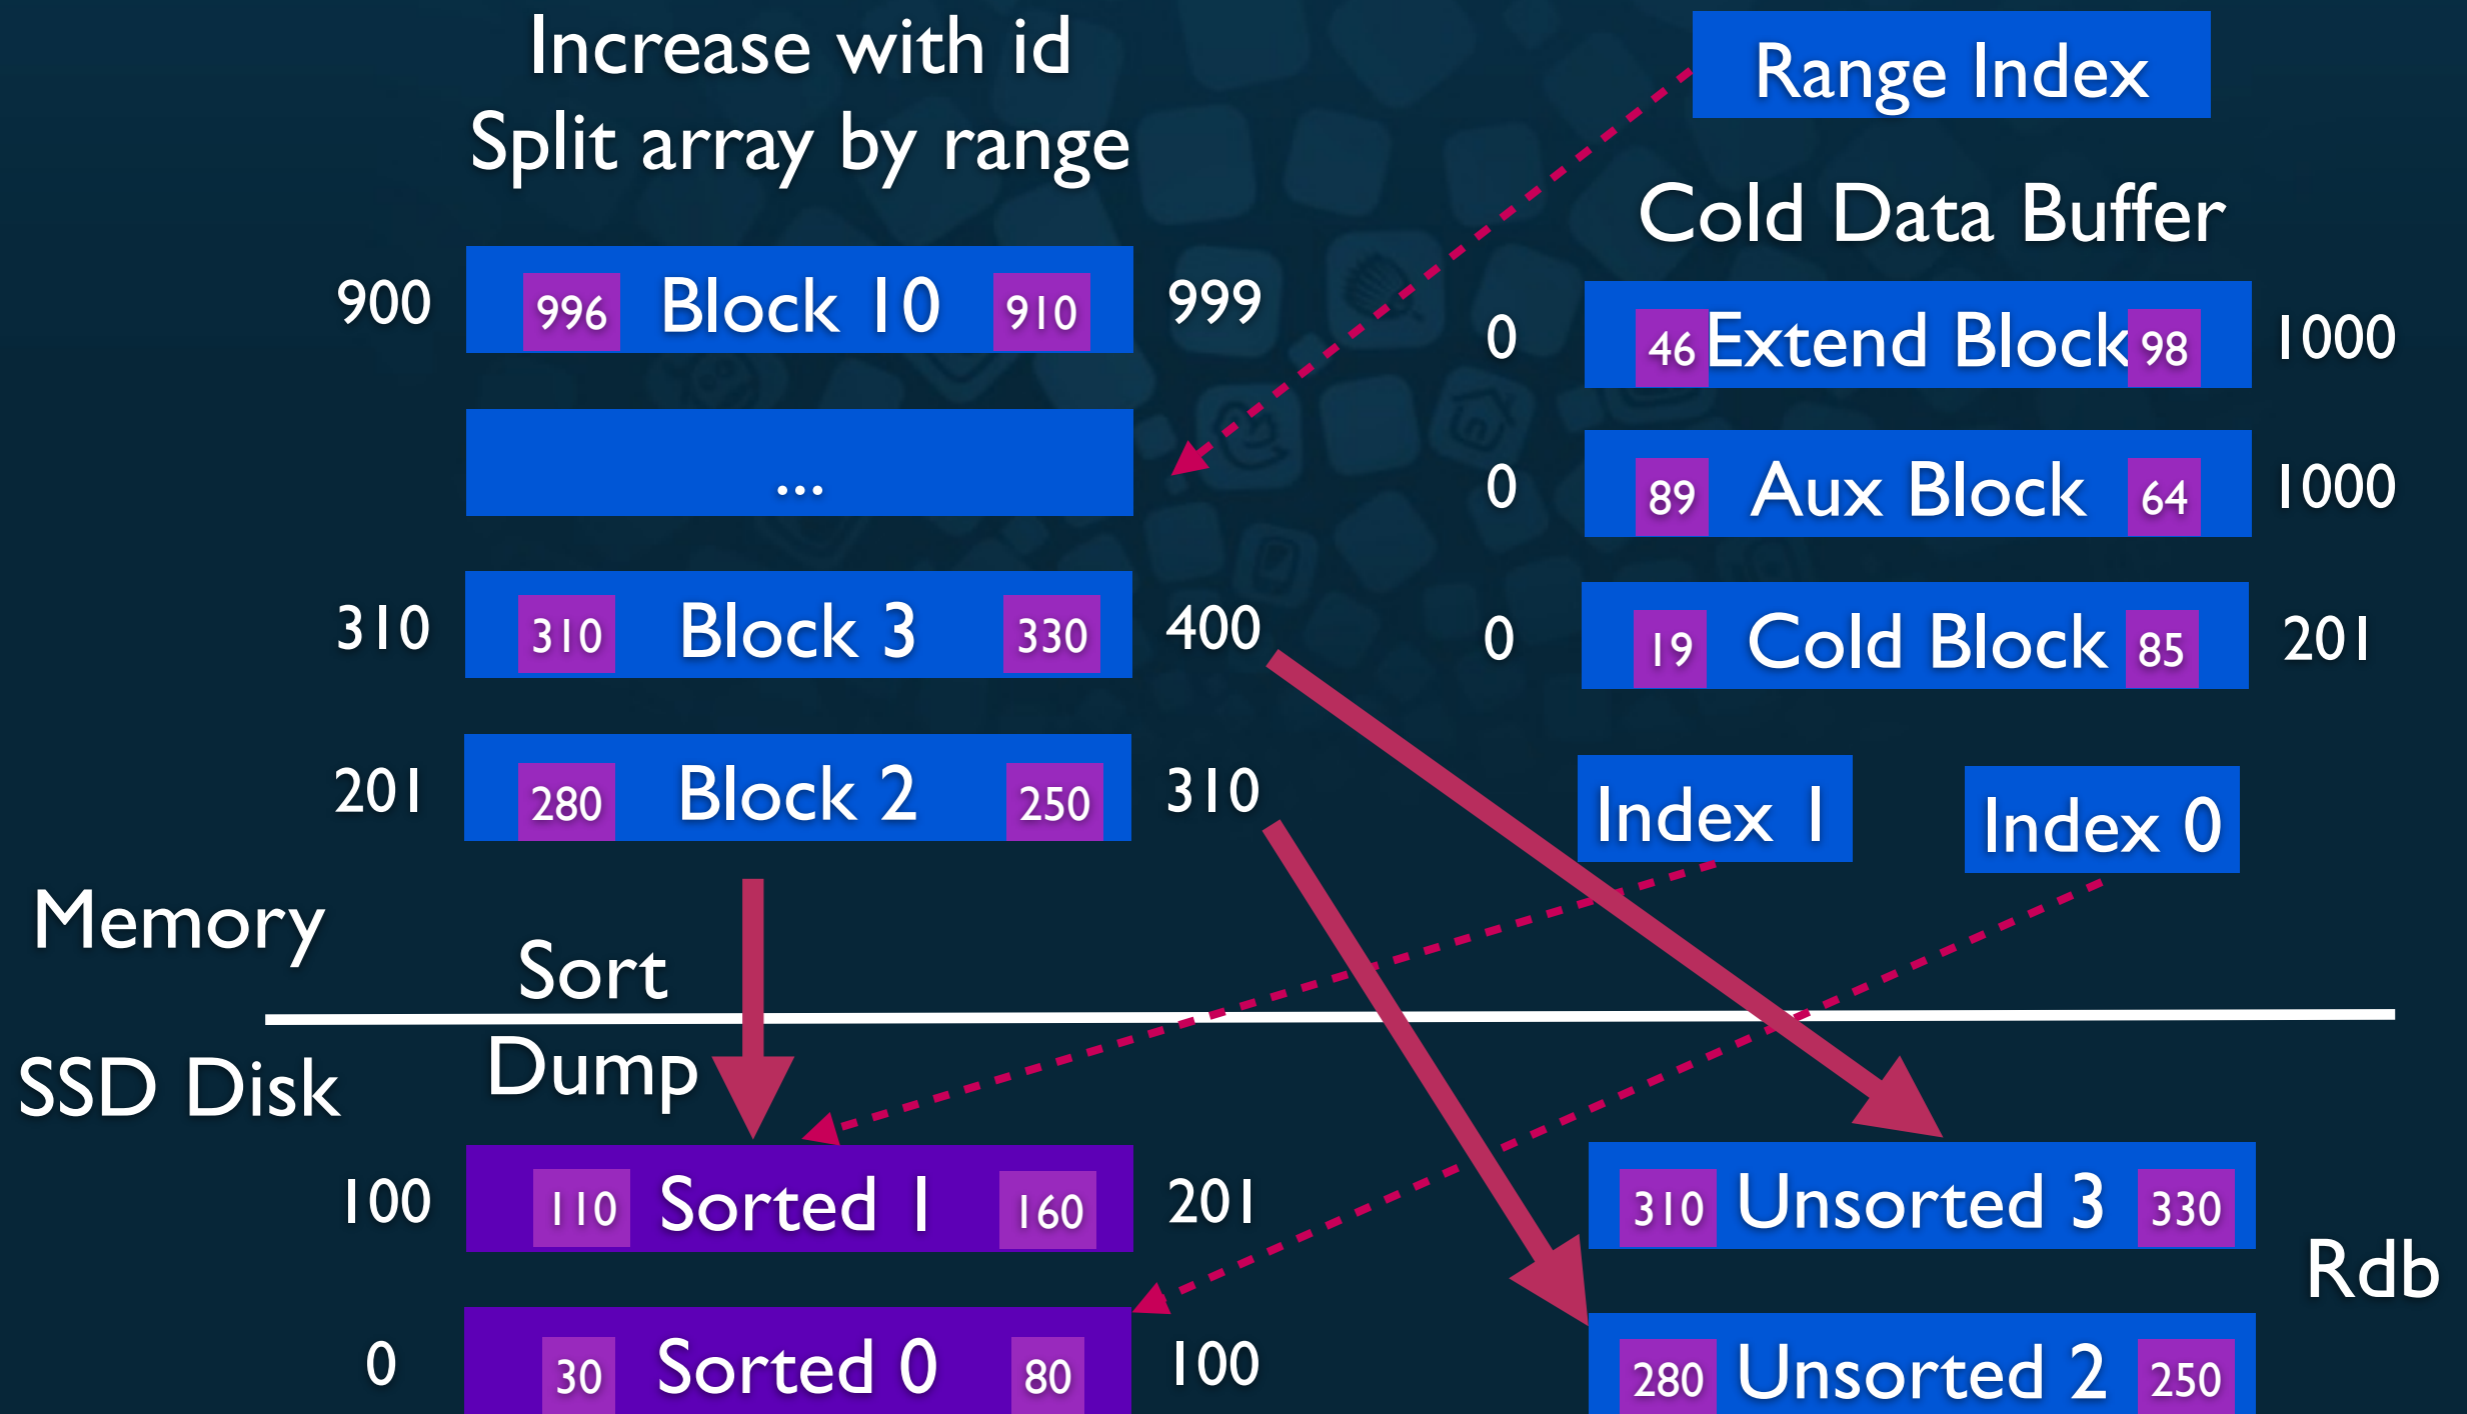 Increase with id
Split array by range
Range Index
Cold Data Buffer
900 996 Block 10 910 999
...
310 310 Block 3 330 400
201 280 Block 2 250 310
0 46 Extend Block 98 1000
0 89 Aux Block 64 1000
0 19 Cold Block 85 201
Index 1 Index 0
Memory
Sort
SSD Disk
Dump
100 110 Sorted 1 160 201
0 30 Sorted 0 80 100
310 Unsorted 3 330
Rdb
280 Unsorted 2 250